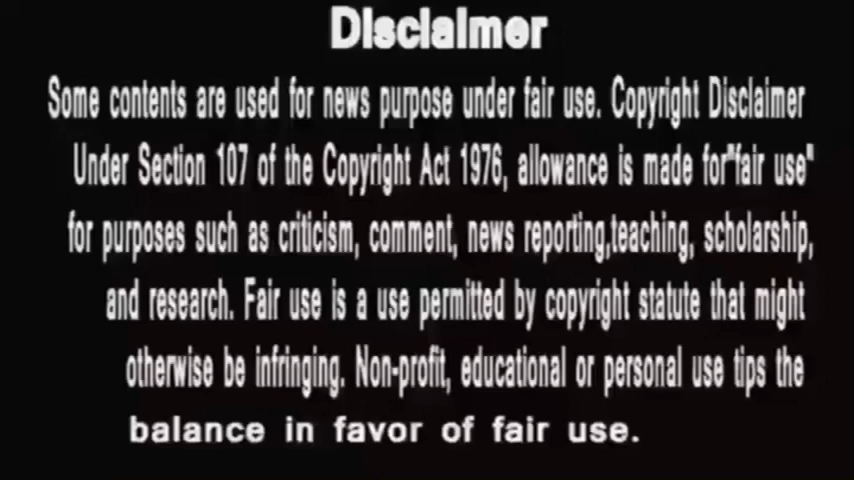 Disclaimer
Some contents are used for news purpose under fair use. Copyright Disclaimer
Under Section 107 of the Copyright Act 1976, allowance is made for"fair use"
for purposes such as criticism, comment, news reporting,teaching, scholarship,
and research. Fair use is a use permitted by copyright statute that might
otherwise be infringing. Non-profit, educational or personal use tips the
balance in favor of fair use.